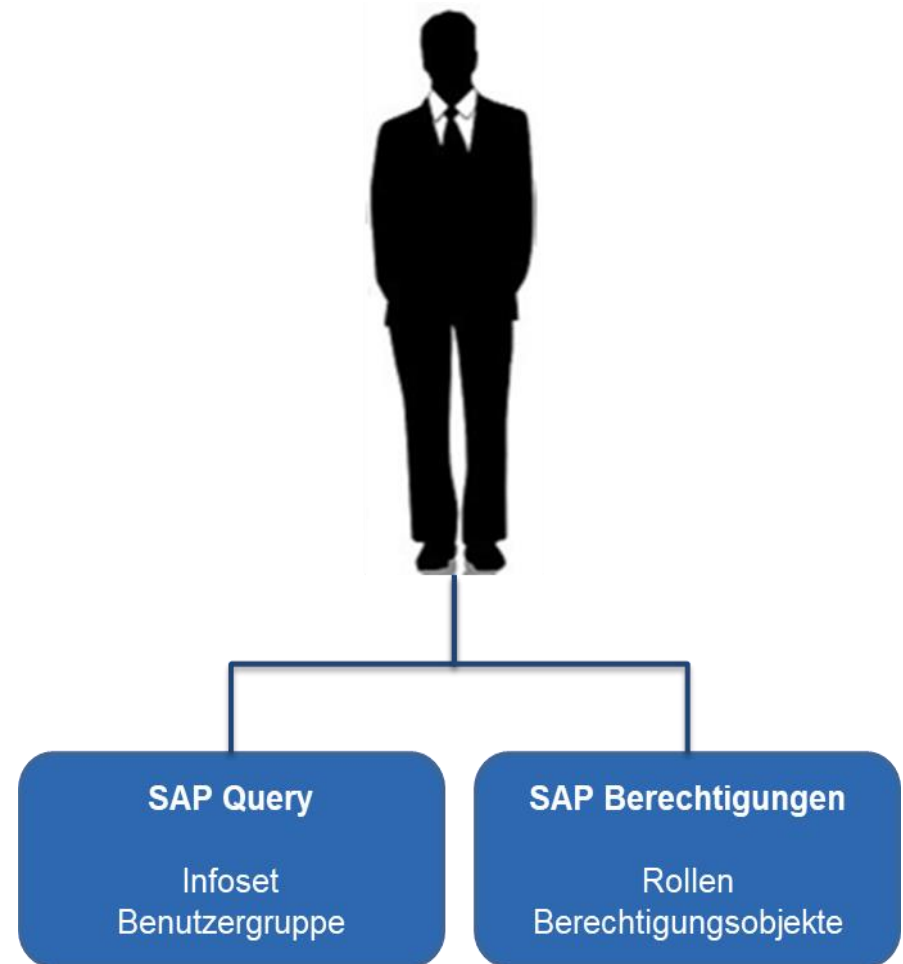 SAP Query
Infoset
Benutzergruppe
SAP Berechtigungen
Rollen
Berechtigungsobjekte